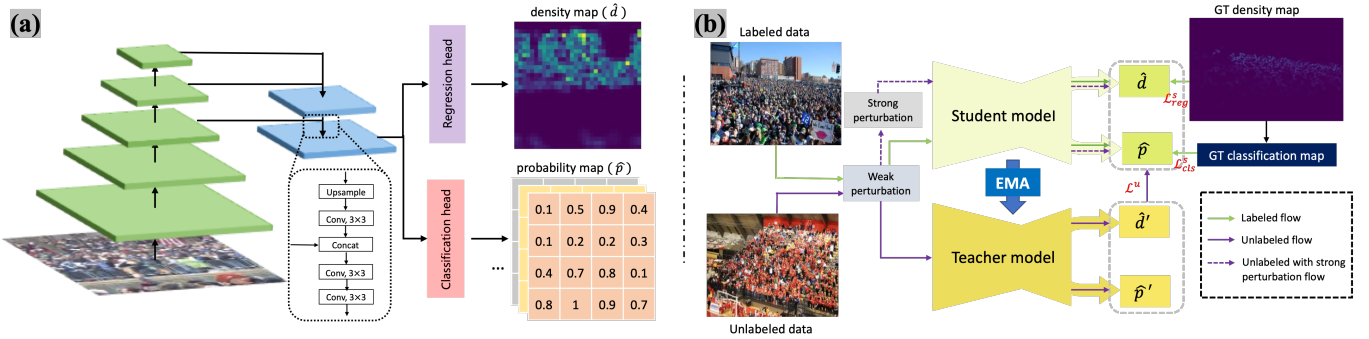 (a)
density map ( d̂ )
Regression head
probability map ( p̂ )
Classification head
Upsample
Conv, 3×3
Concat
Conv, 3×3
Conv, 3×3
...
0.1 0.5 0.9 0.4
0.1 0.2 0.2 0.3
0.4 0.7 0.8 0.1
0.8 1 0.9 0.7
(b)
Labeled data
Unlabeled data
Strong
perturbation
Weak
perturbation
Student model
EMA
Teacher model
d̂
p̂
d̂′
p̂′
GT density map
ℒˢ_reg
GT classification map
ℒˢ_cls
ℒᵘ
Labeled flow
Unlabeled flow
Unlabeled with strong
perturbation flow